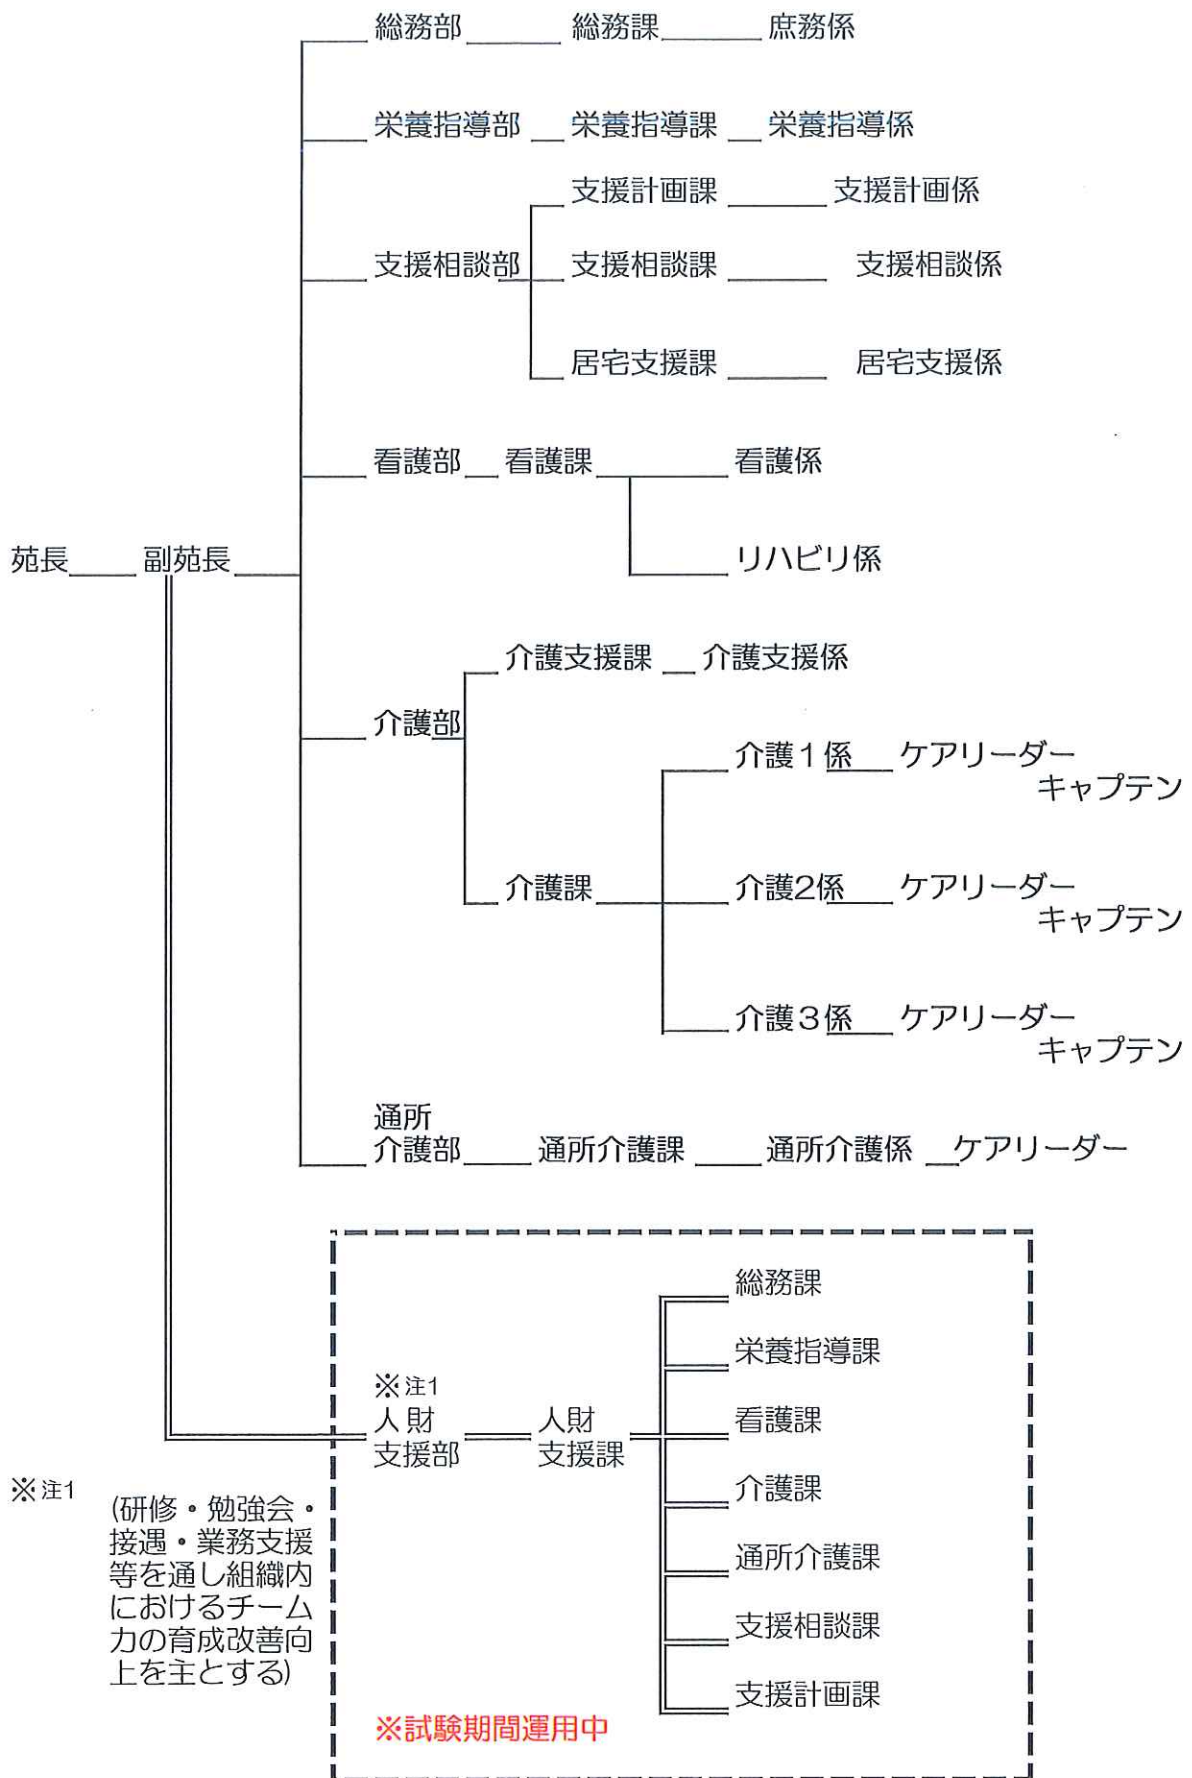 総務部 総務課 庶務係
栄養指導部 栄養指導課 栄養指導係
支援計画課 支援計画係
支援相談部 支援相談課 支援相談係
居宅支援課 居宅支援係
看護部 看護課 看護係
苑長 副苑長 リハビリ係
介護支援課 介護支援係
介護部
介護1係 ケアリーダー
キャプテン
介護課 介護2係 ケアリーダー
キャプテン
介護3係 ケアリーダー
キャプテン
通所
介護部 通所介護課 通所介護係 ケアリーダー
総務課
栄養指導課
※注1
人財 人財 看護課
支援部 支援課
介護課
通所介護課
支援相談課
支援計画課
※試験期間運用中
※注1
(研修・勉強会・
接遇・業務支援
等を通し組織内
におけるチーム
力の育成改善向
上を主とする)